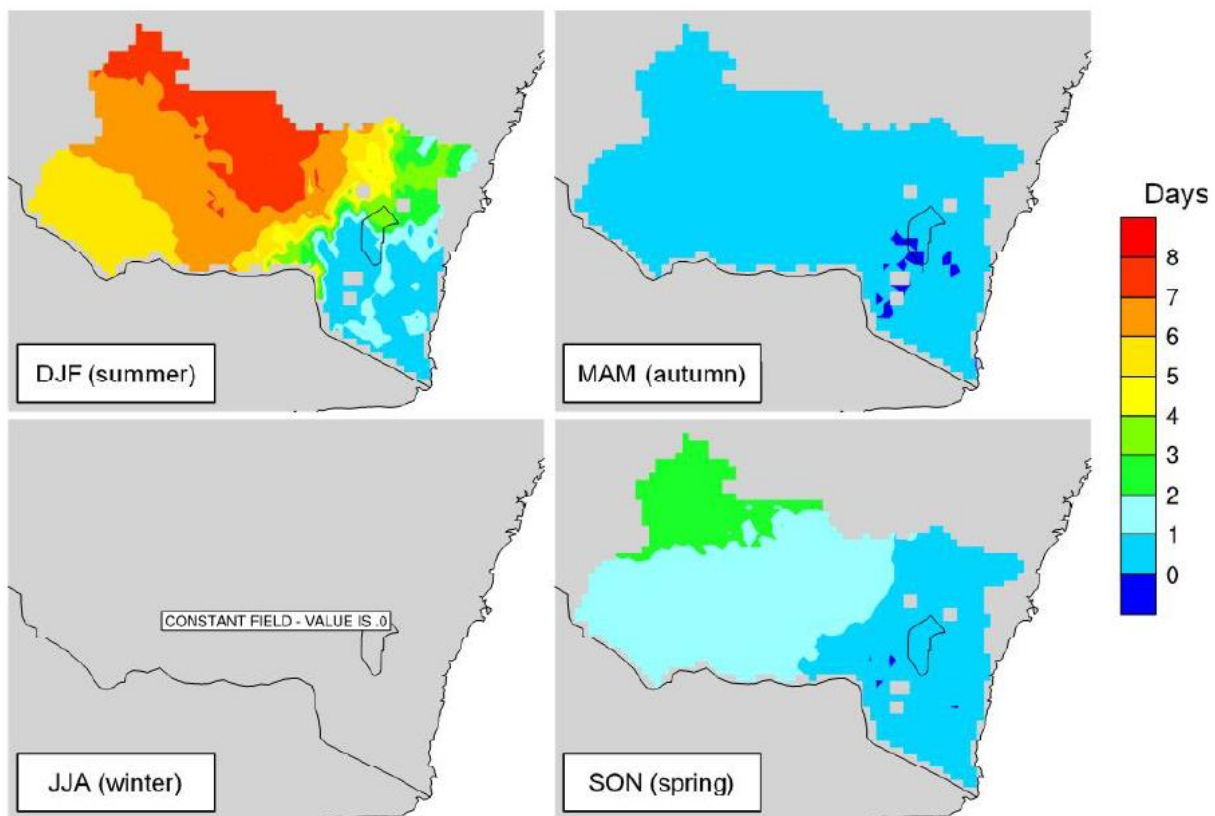 Days
8
7
6
5
4
3
2
1
0
DJF (summer)
MAM (autumn)
CONSTANT FIELD - VALUE IS .0
JJA (winter)
SON (spring)